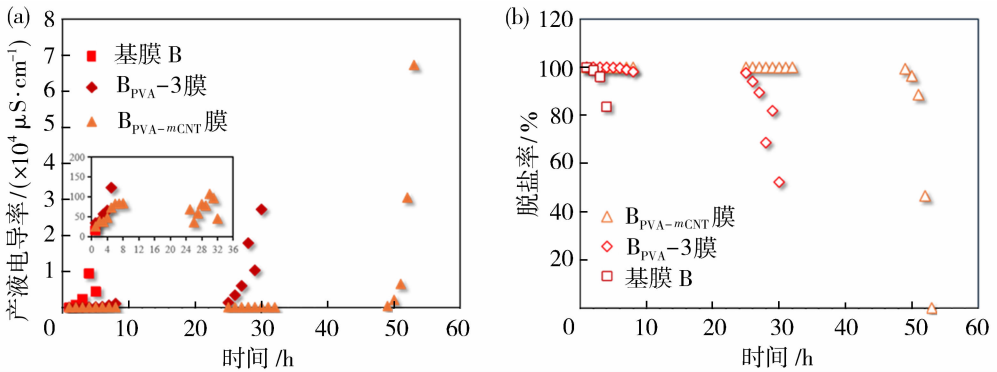 (a)
产液电导率/(×10⁴ μS·cm⁻¹)
8
7
6
5
4
3
2
1
0 10 20 30 40 50 60
时间/h
基膜 B
B_PVA-3膜
B_PVA-mCNT膜
200
150
100
50
0
0 4 8 12 16 20 24 28 32 36
(b)
脱盐率/%
120
100
80
60
40
20
0 10 20 30 40 50 60
时间/h
B_PVA-mCNT膜
B_PVA-3膜
基膜 B